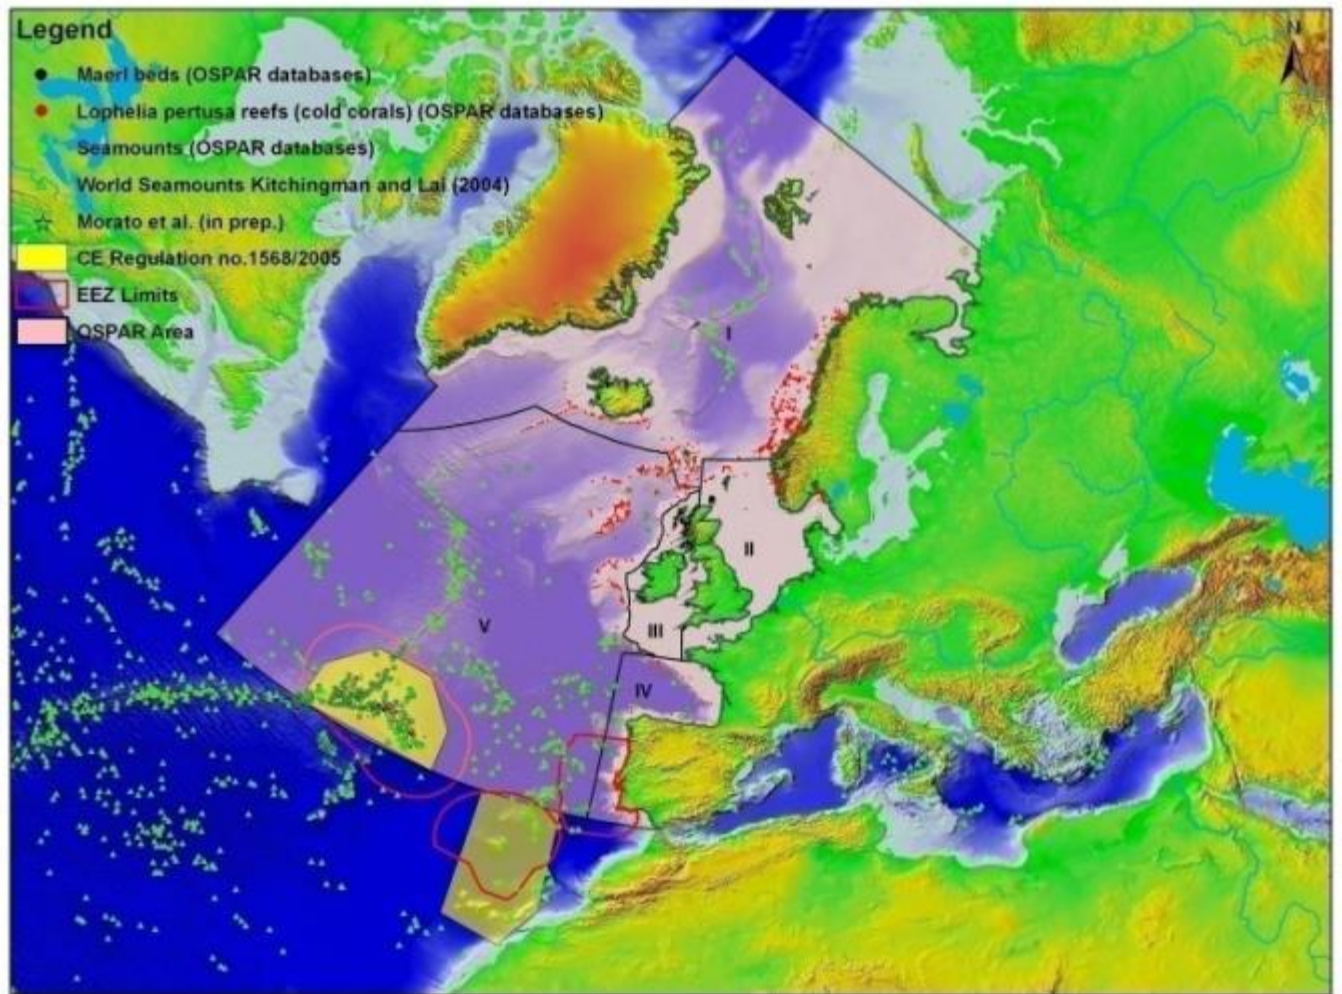 Legend
Maerl beds (OSPAR databases)
Lophelia pertusa reefs (cold corals) (OSPAR databases)
Seamounts (OSPAR databases)
World Seamounts Kitchingman and Lai (2004)
Morato et al. (in prep.)
CE Regulation no.1568/2005
EEZ Limits
OSPAR Area
N
I
II
III
IV
V